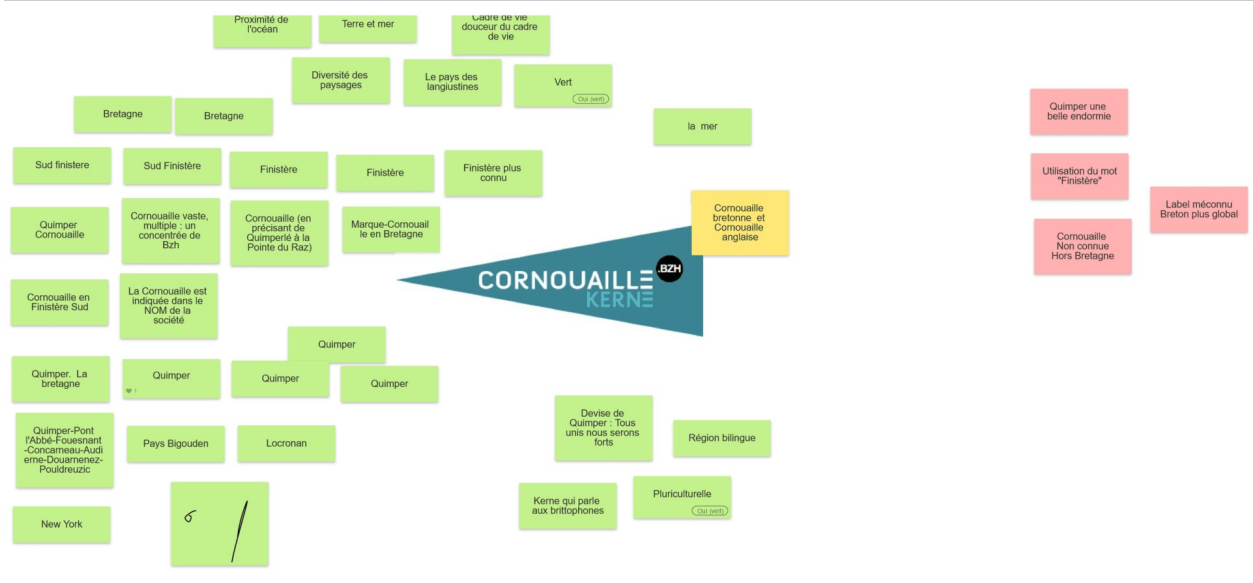 Proximité de
l'océan
Terre et mer
Cadre de vie
douceur du cadre
de vie
Diversité des
paysages
Le pays des
langiustines
Vert
Oui (vert)
Bretagne
Bretagne
la mer
Quimper une
belle endormie
Sud finistere
Sud Finistère
Finistère
Finistère
Finistère plus
connu
Utilisation du mot
"Finistère"
Label méconnu
Breton plus global
Quimper
Cornouaille
Cornouaille vaste,
multiple : un
concentrée de
Bzh
Cornouaille (en
précisant de
Quimperlé à la
Pointe du Raz)
Marque-Cornouail
le en Bretagne
Cornouaille
bretonne et
Cornouaille
anglaise
Cornouaille
Non connue
Hors Bretagne
CORNOUAILLE
.BZH
KERNE
Cornouaille en
Finistère Sud
La Cornouaille est
indiquée dans le
NOM de la
société
Quimper
Quimper. La
bretagne
Quimper
Quimper
Quimper
Quimper-Pont
l'Abbé-Fouesnant
-Concarneau-Audi
erne-Douarnenez-
Pouldreuzic
Pays Bigouden
Locronan
Devise de
Quimper : Tous
unis nous serons
forts
Région bilingue
Kerne qui parle
aux brittophones
Pluriculturelle
Oui (vert)
New York